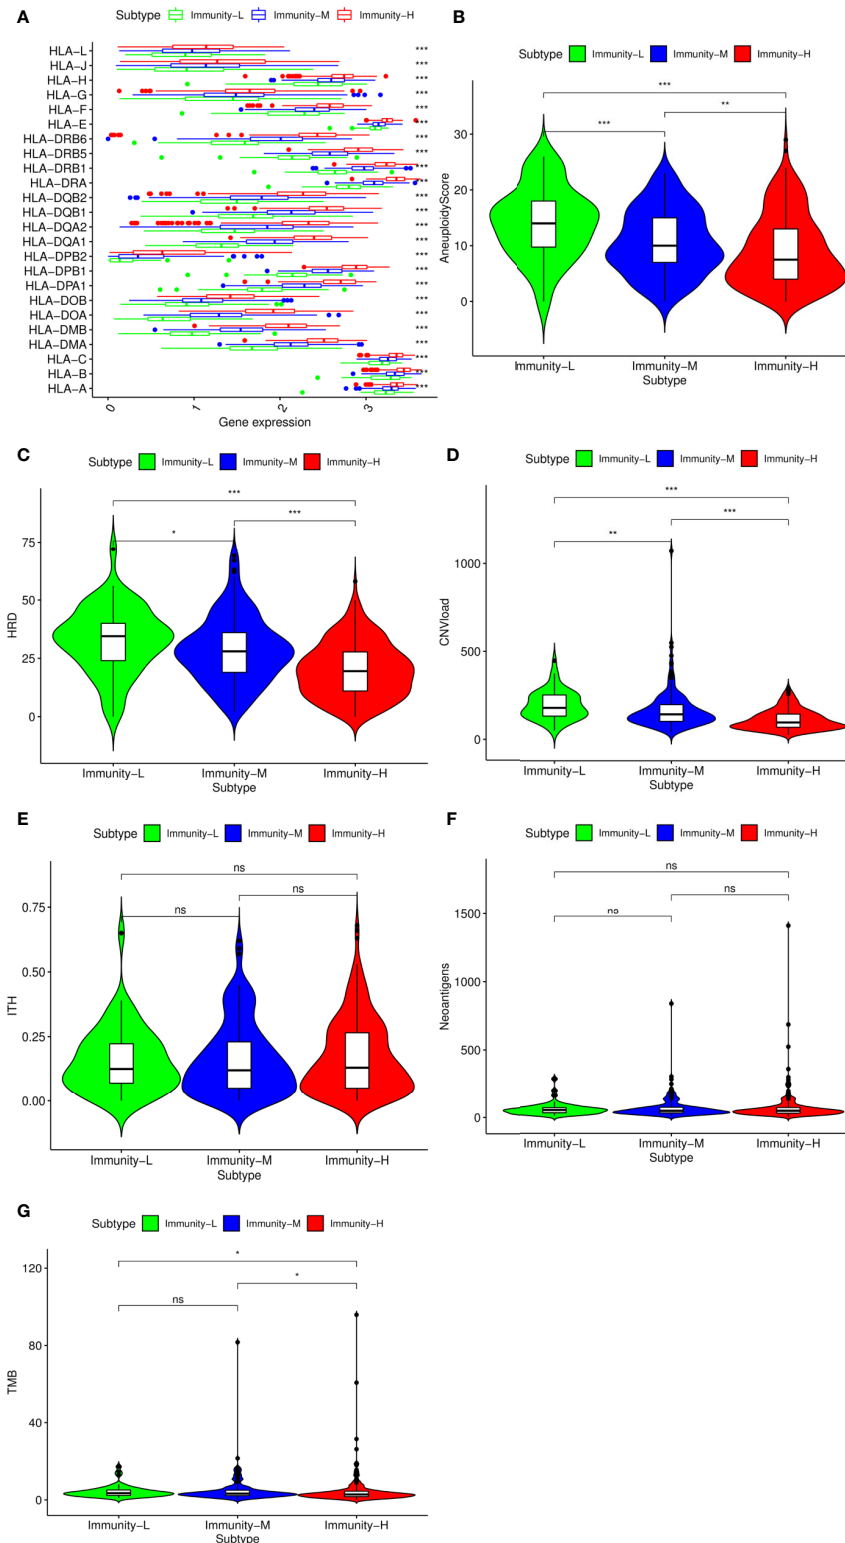 A
Subtype Immunity−L Immunity−M Immunity−H
HLA−L ***
HLA−J ***
HLA−H ***
HLA−G ***
HLA−F ***
HLA−E ***
HLA−DRB6 ***
HLA−DRB5 ***
HLA−DRB1 ***
HLA−DRA ***
HLA−DQB2 ***
HLA−DQB1 ***
HLA−DQA2 ***
HLA−DQA1 ***
HLA−DPB2 ***
HLA−DPB1 ***
HLA−DPA1 ***
HLA−DOB ***
HLA−DOA ***
HLA−DMB ***
HLA−DMA ***
HLA−C ***
HLA−B ***
HLA−A ***
0 1 2 3
Gene expression
B
Subtype Immunity−L Immunity−M Immunity−H
***
**
***
30
20
10
0
AneuploidyScore
Immunity−L Immunity−M Immunity−H
Subtype
C
Subtype Immunity−L Immunity−M Immunity−H
***
***
*
75
50
25
0
HRD
Immunity−L Immunity−M Immunity−H
Subtype
D
Subtype Immunity−L Immunity−M Immunity−H
***
***
**
1000
500
0
CNVload
Immunity−L Immunity−M Immunity−H
Subtype
E
Subtype Immunity−L Immunity−M Immunity−H
ns
ns
ns
0.75
0.50
0.25
0.00
ITH
Immunity−L Immunity−M Immunity−H
Subtype
F
Subtype Immunity−L Immunity−M Immunity−H
ns
ns
ns
1500
1000
500
0
Neoantigens
Immunity−L Immunity−M Immunity−H
Subtype
G
Subtype Immunity−L Immunity−M Immunity−H
*
*
ns
120
80
40
0
TMB
Immunity−L Immunity−M Immunity−H
Subtype